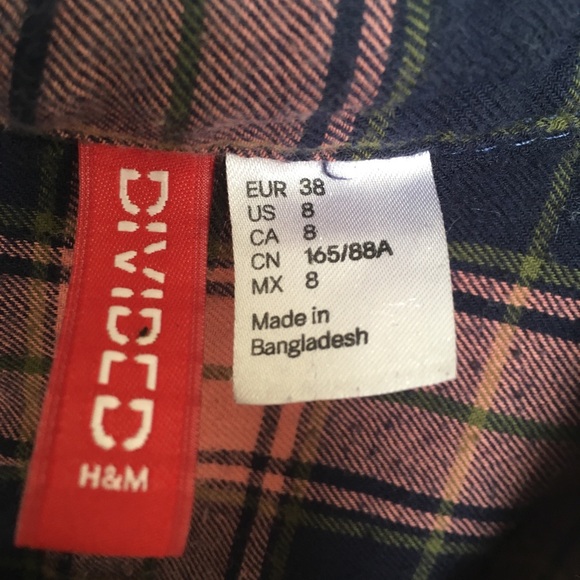 DIVIDED
H&M
EUR 38
US 8
CA 8
CN 165/88A
MX 8
Made in
Bangladesh